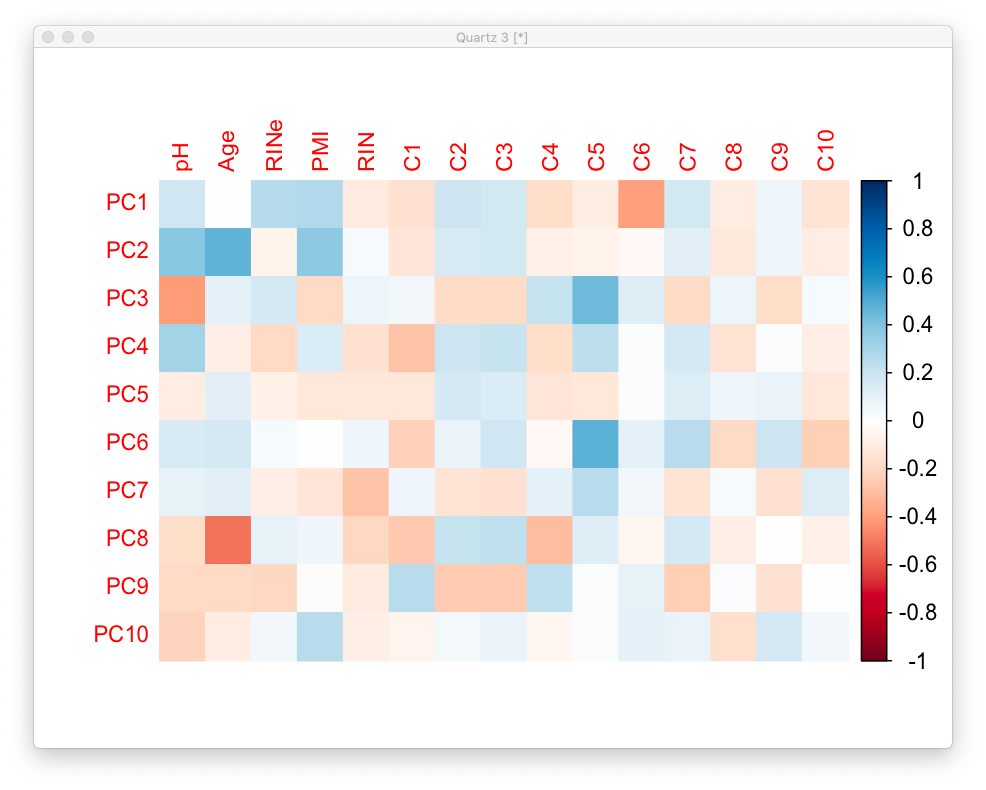 Quartz 3 [*]
pH Age RINe PMI RIN C1 C2 C3 C4 C5 C6 C7 C8 C9 C10
PC1
PC2
PC3
PC4
PC5
PC6
PC7
PC8
PC9
PC10
1
0.8
0.6
0.4
0.2
0
-0.2
-0.4
-0.6
-0.8
-1